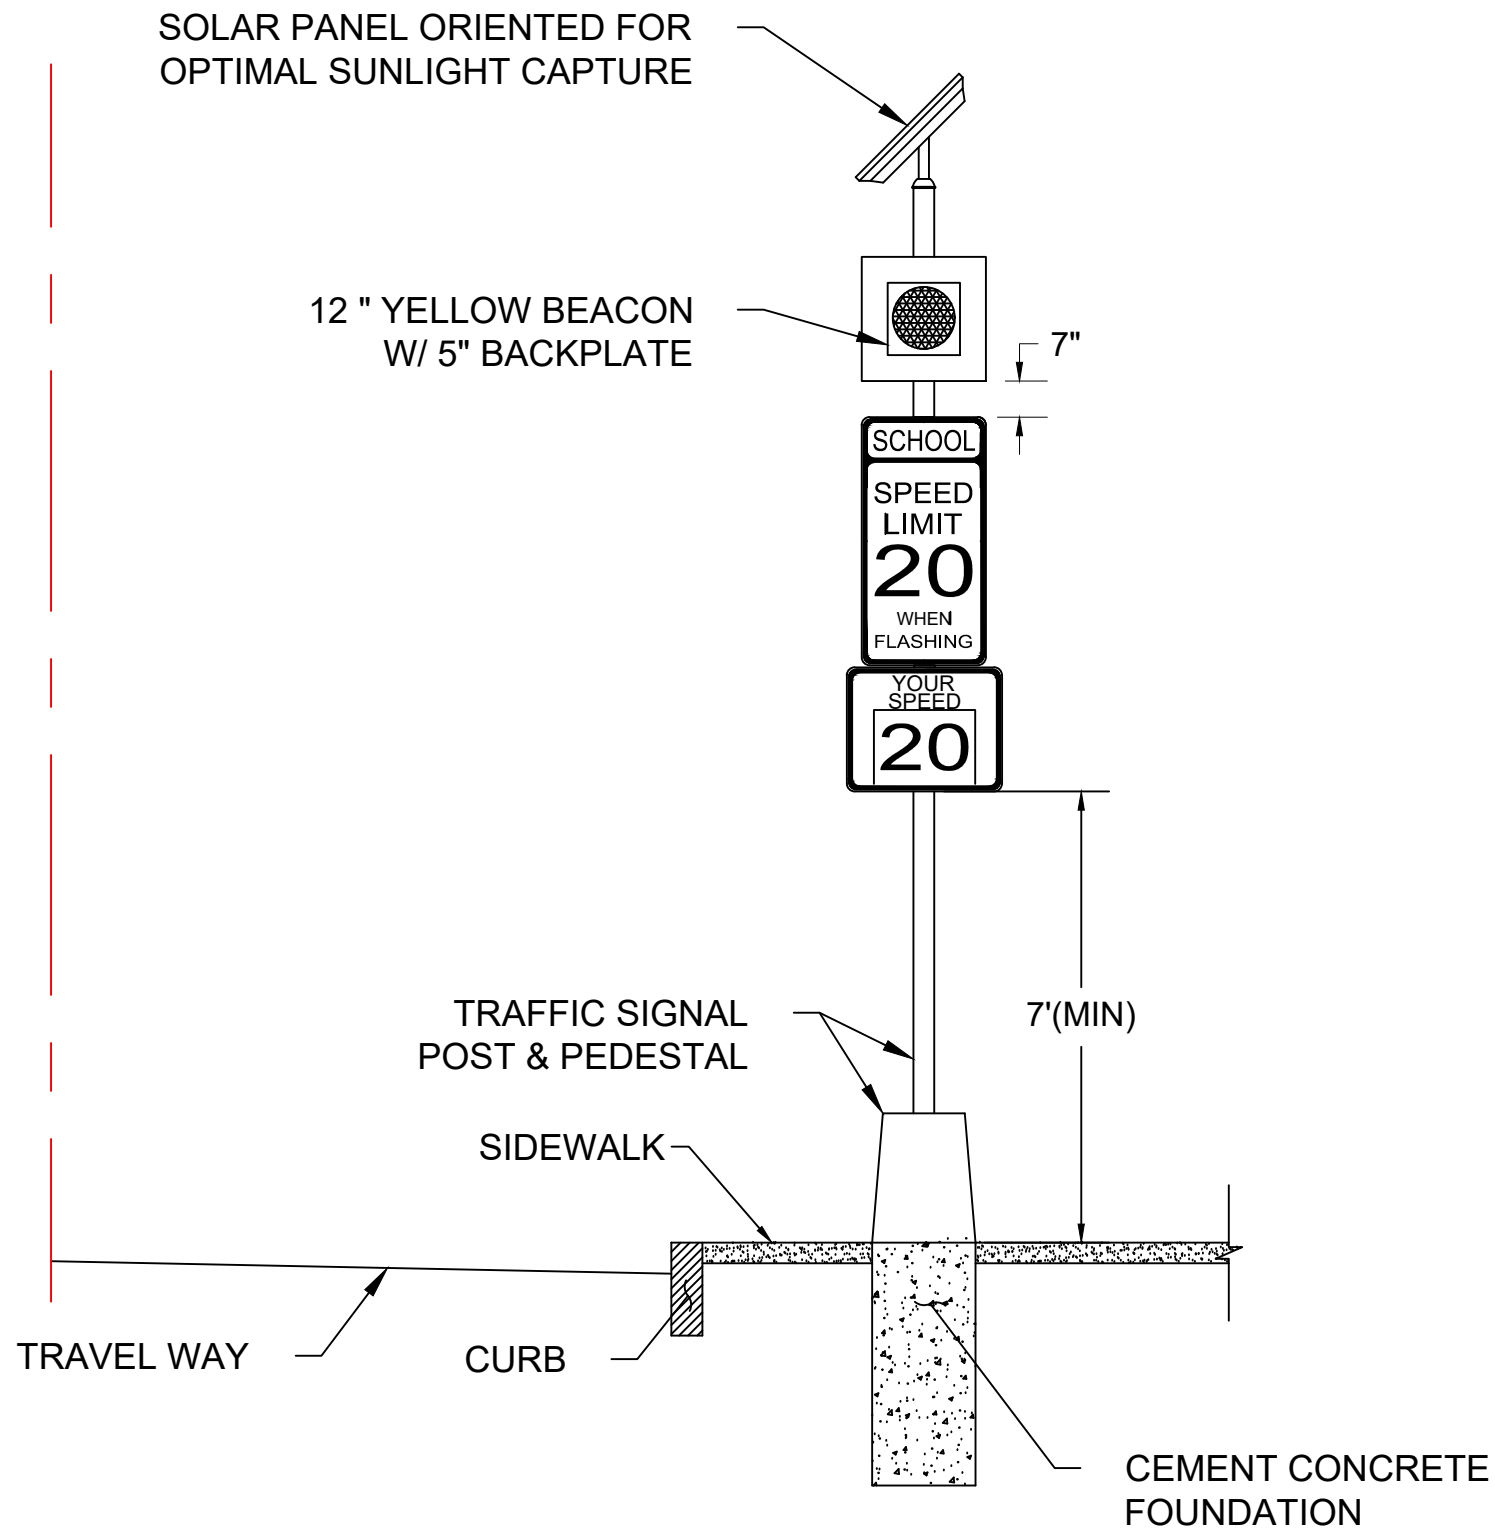 SOLAR PANEL ORIENTED FOR
OPTIMAL SUNLIGHT CAPTURE
12 " YELLOW BEACON
W/ 5" BACKPLATE
7"
SCHOOL
SPEED
LIMIT
20
WHEN
FLASHING
YOUR
SPEED
20
TRAFFIC SIGNAL
POST & PEDESTAL
7'(MIN)
SIDEWALK
TRAVEL WAY
CURB
CEMENT CONCRETE
FOUNDATION